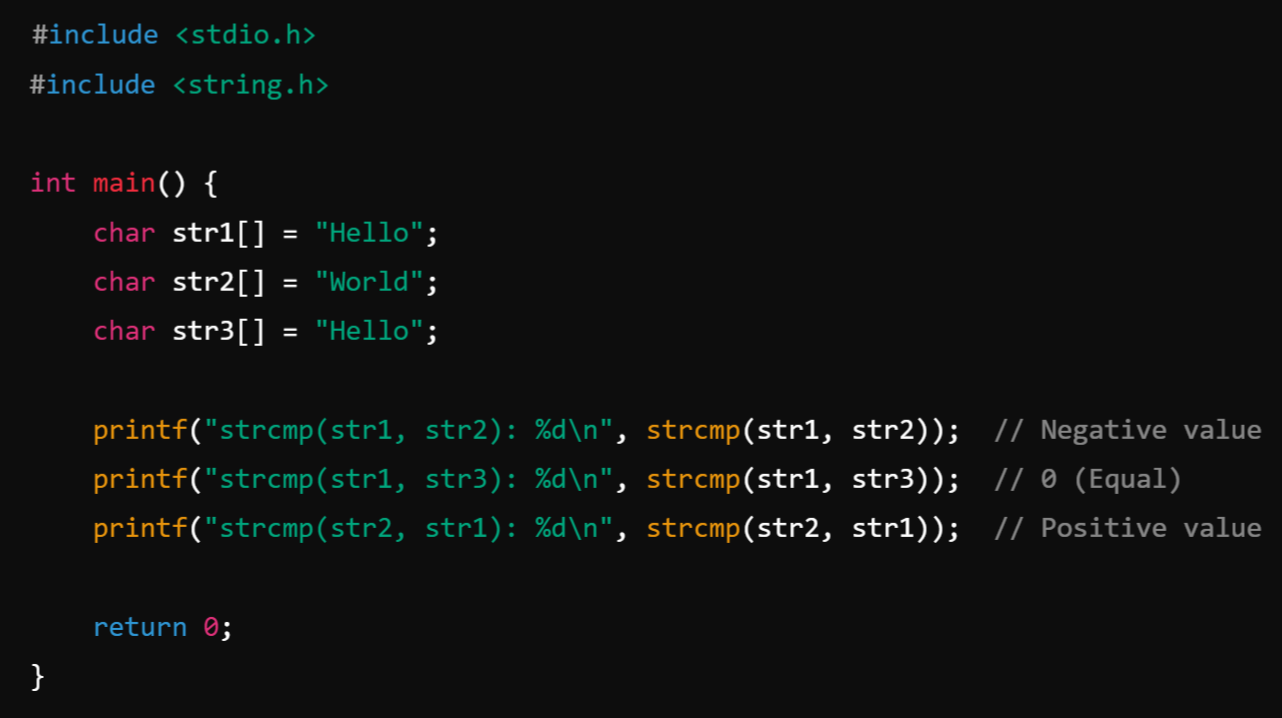 #include <stdio.h>
#include <string.h>
int main() {
    char str1[] = "Hello";
    char str2[] = "World";
    char str3[] = "Hello";
    printf("strcmp(str1, str2): %d\n", strcmp(str1, str2));  // Negative value
    printf("strcmp(str1, str3): %d\n", strcmp(str1, str3));  // 0 (Equal)
    printf("strcmp(str2, str1): %d\n", strcmp(str2, str1));  // Positive value
    return 0;
}